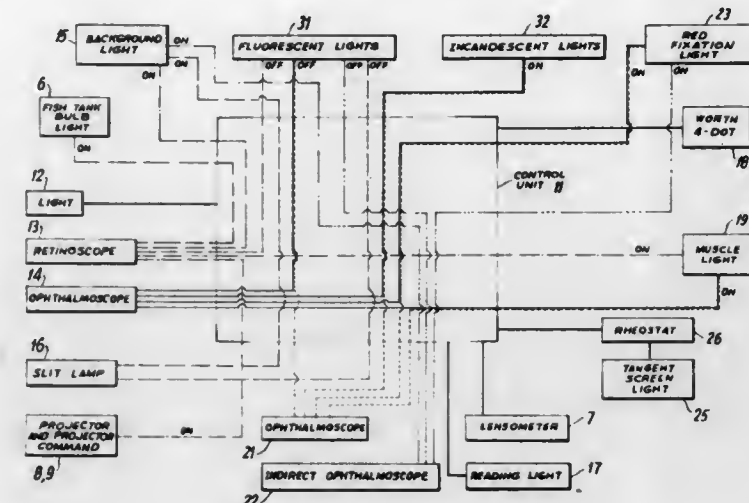 15
BACKGROUND
LIGHT
ON
ON
ON
31
FLUORESCENT LIGHTS
OFF
OFF
OFF
OFF
32
INCANDESCENT LIGHTS
ON
23
RED
FIXATION
LIGHT
ON
ON
6
FISH TANK
BULB
LIGHT
ON
WORTH
4-DOT
18
12
LIGHT
CONTROL
UNIT 11
13
RETINOSCOPE
19
MUSCLE
LIGHT
ON
ON
14
OPHTHALMOSCOPE
RHEOSTAT
26
16
SLIT LAMP
TANGENT
SCREEN
LIGHT
25
PROJECTOR
AND PROJECTOR
COMMAND
8,9
ON
OPHTHALMOSCOPE
21
LENSOMETER
7
INDIRECT OPHTHALMOSCOPE
22
READING LIGHT
17